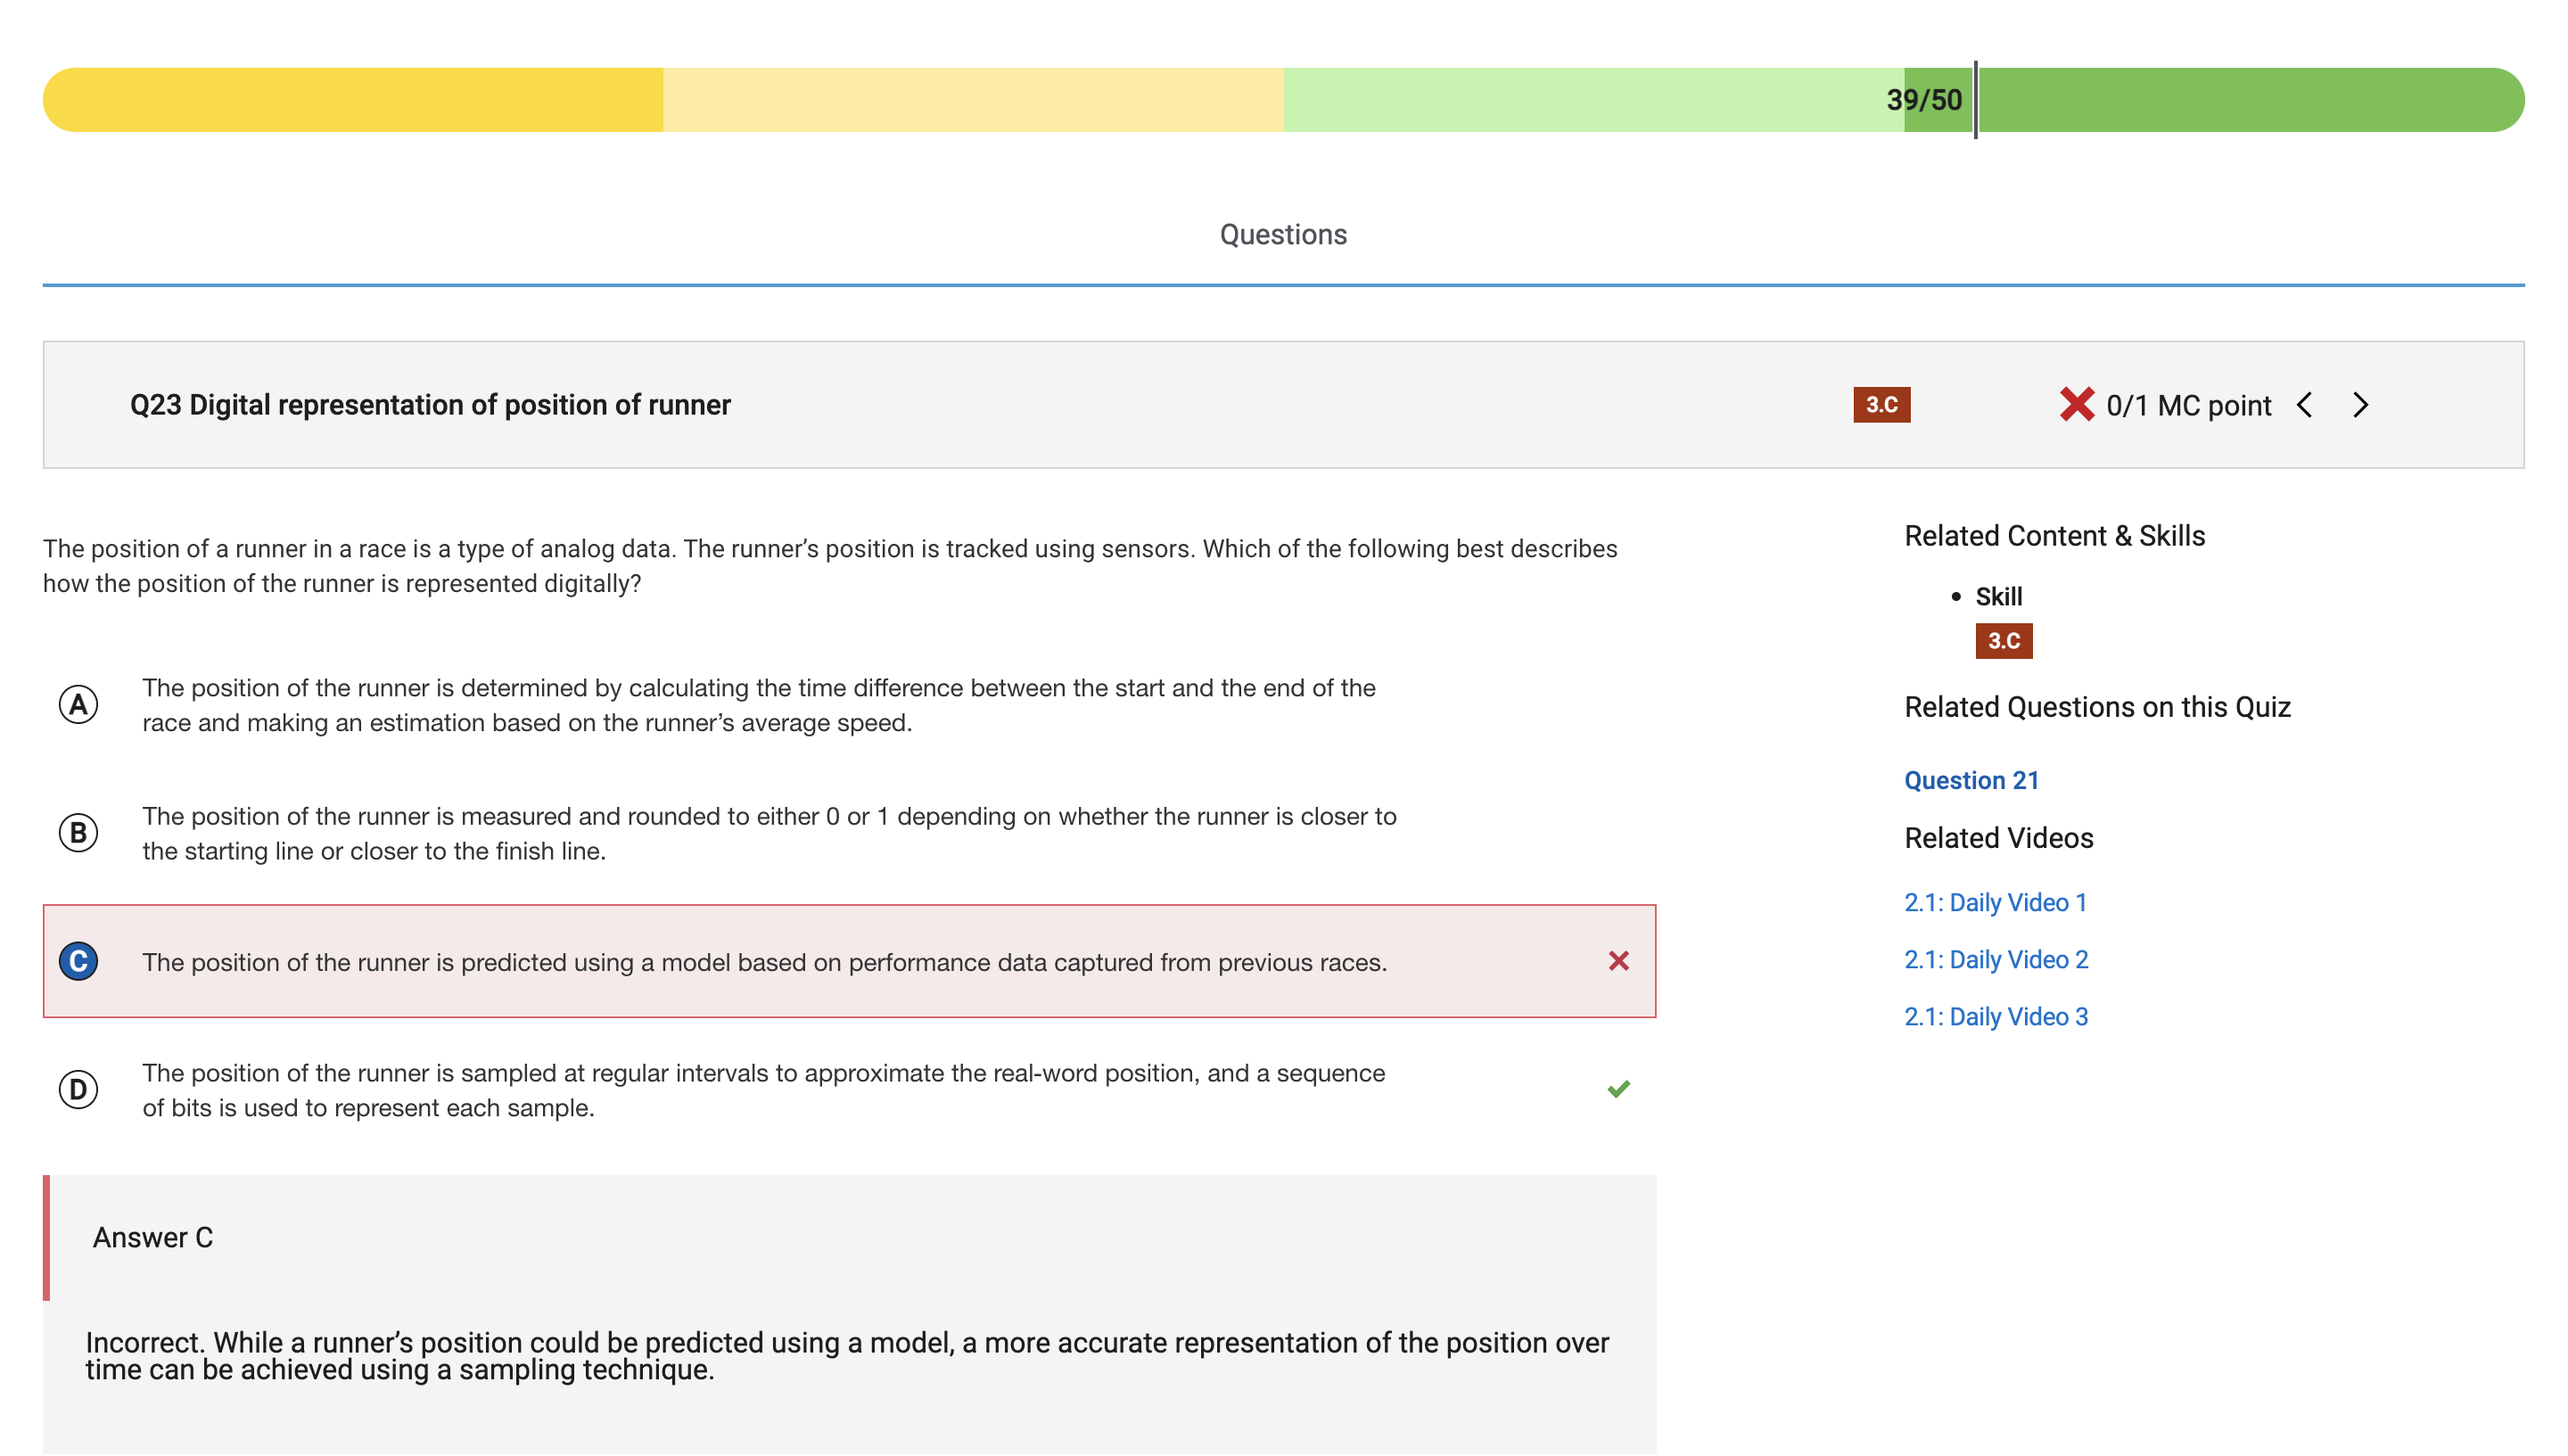 39/50
Questions
Q23 Digital representation of position of runner
3.C
0/1 MC point
The position of a runner in a race is a type of analog data. The runner’s position is tracked using sensors. Which of the following best describes
how the position of the runner is represented digitally?
A
The position of the runner is determined by calculating the time difference between the start and the end of the
race and making an estimation based on the runner’s average speed.
B
The position of the runner is measured and rounded to either 0 or 1 depending on whether the runner is closer to
the starting line or closer to the finish line.
C
The position of the runner is predicted using a model based on performance data captured from previous races.
D
The position of the runner is sampled at regular intervals to approximate the real-word position, and a sequence
of bits is used to represent each sample.
Answer C
Incorrect. While a runner’s position could be predicted using a model, a more accurate representation of the position over
time can be achieved using a sampling technique.
Related Content & Skills
• Skill
3.C
Related Questions on this Quiz
Question 21
Related Videos
2.1: Daily Video 1
2.1: Daily Video 2
2.1: Daily Video 3